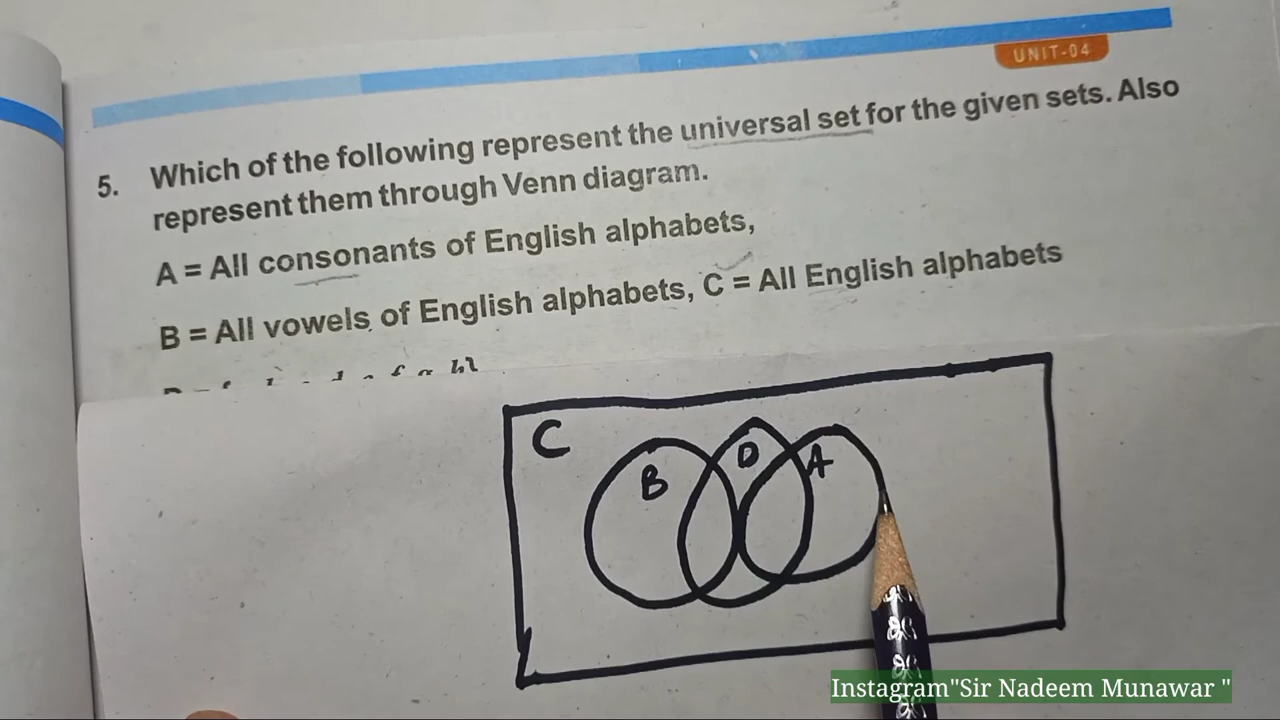 UNIT-04
5. Which of the following represent the universal set for the given sets. Also
represent them through Venn diagram.
A = All consonants of English alphabets,
B = All vowels of English alphabets, C = All English alphabets
C
B
D
A
Instagram"Sir Nadeem Munawar "